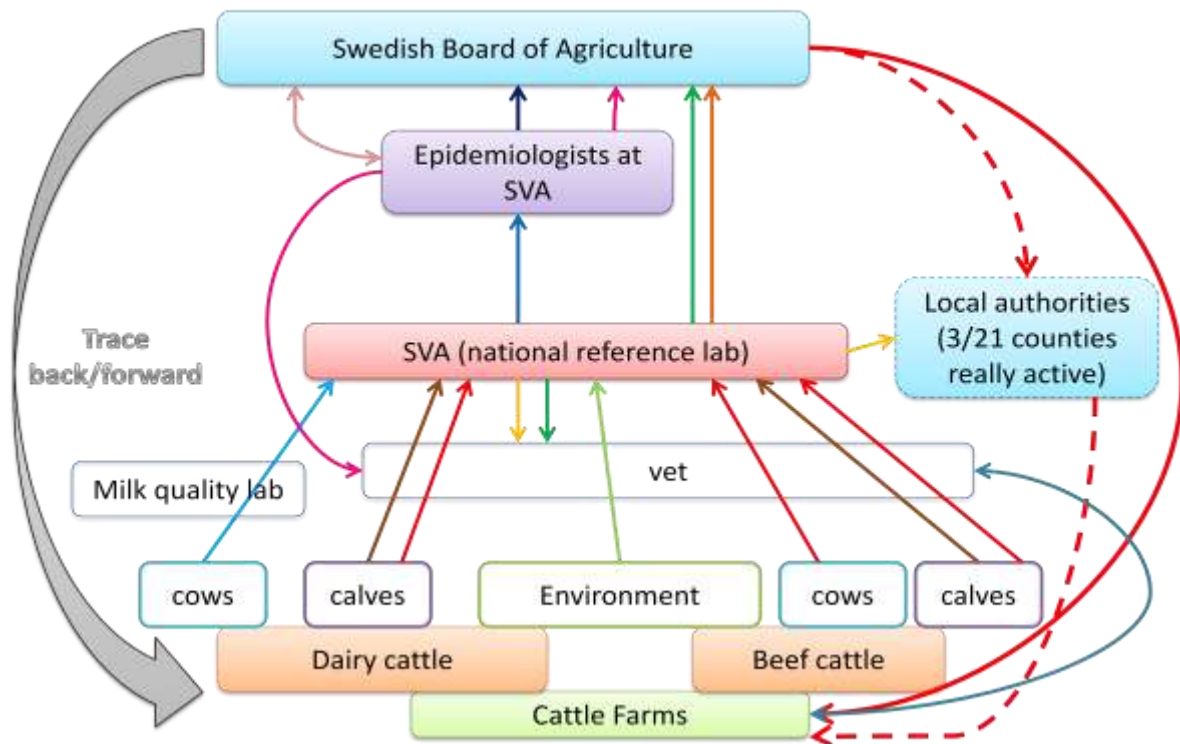 Swedish Board of Agriculture
Epidemiologists at
SVA
Local authorities
(3/21 counties
really active)
Trace
back/forward
SVA (national reference lab)
vet
Milk quality lab
cows
calves
Environment
cows
calves
Dairy cattle
Beef cattle
Cattle Farms